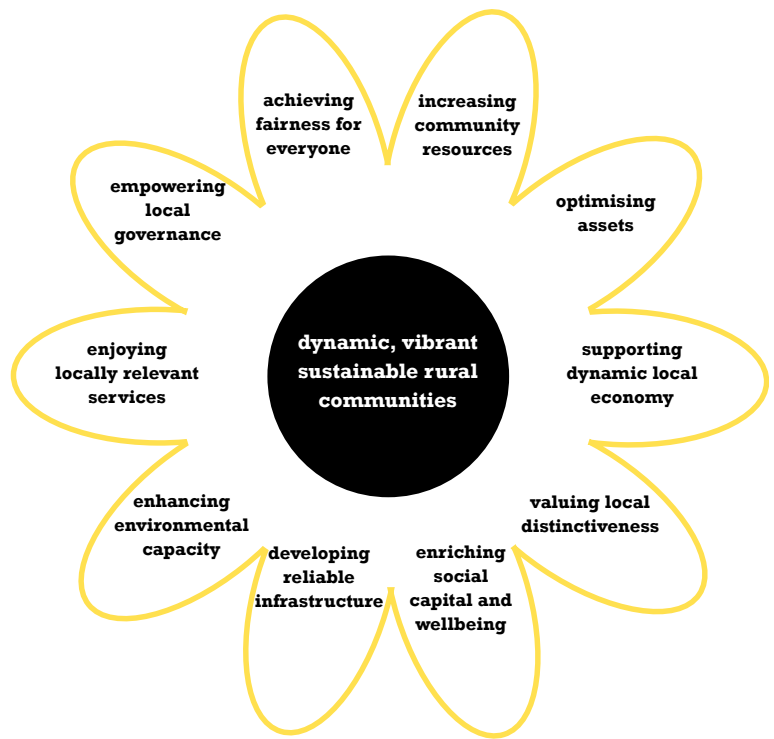 achieving
fairness for
everyone
increasing
community
resources
optimising
assets
supporting
dynamic local
economy
valuing local
distinctiveness
enriching
social
capital and
wellbeing
developing
reliable
infrastructure
enhancing
environmental
capacity
enjoying
locally relevant
services
empowering
local
governance
dynamic, vibrant
sustainable rural
communities